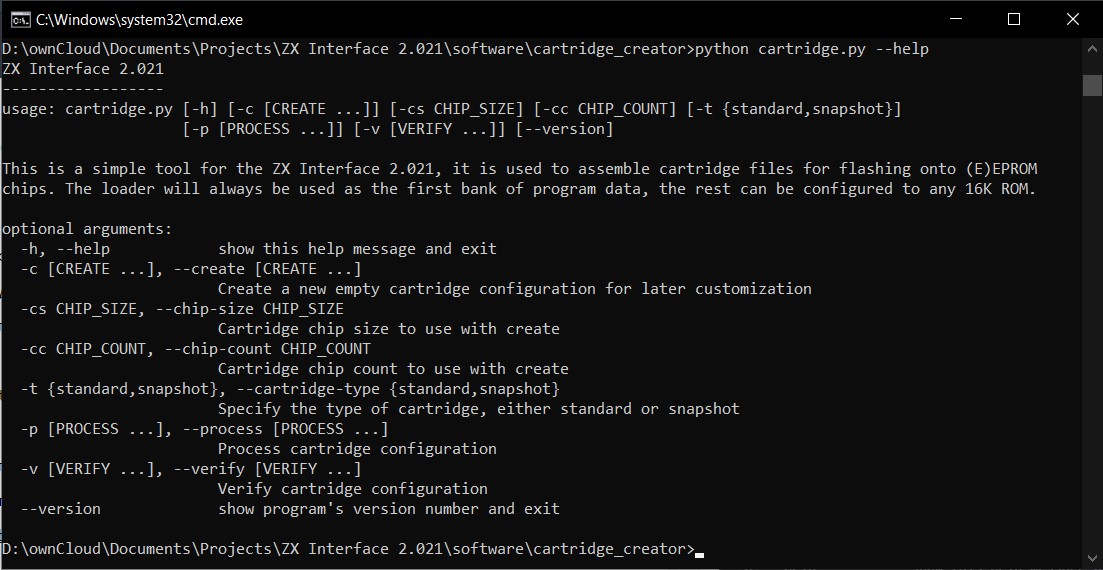 C:\Windows\system32\cmd.exe
D:\ownCloud\Documents\Projects\ZX Interface 2.021\software\cartridge_creator>python cartridge.py --help
ZX Interface 2.021
------------------
usage: cartridge.py [-h] [-c [CREATE ...]] [-cs CHIP_SIZE] [-cc CHIP_COUNT] [-t {standard,snapshot}]
                    [-p [PROCESS ...]] [-v [VERIFY ...]] [--version]

This is a simple tool for the ZX Interface 2.021, it is used to assemble cartridge files for flashing onto (E)EPROM
chips. The loader will always be used as the first bank of program data, the rest can be configured to any 16K ROM.

optional arguments:
  -h, --help            show this help message and exit
  -c [CREATE ...], --create [CREATE ...]
                        Create a new empty cartridge configuration for later customization
  -cs CHIP_SIZE, --chip-size CHIP_SIZE
                        Cartridge chip size to use with create
  -cc CHIP_COUNT, --chip-count CHIP_COUNT
                        Cartridge chip count to use with create
  -t {standard,snapshot}, --cartridge-type {standard,snapshot}
                        Specify the type of cartridge, either standard or snapshot
  -p [PROCESS ...], --process [PROCESS ...]
                        Process cartridge configuration
  -v [VERIFY ...], --verify [VERIFY ...]
                        Verify cartridge configuration
  --version             show program's version number and exit

D:\ownCloud\Documents\Projects\ZX Interface 2.021\software\cartridge_creator>